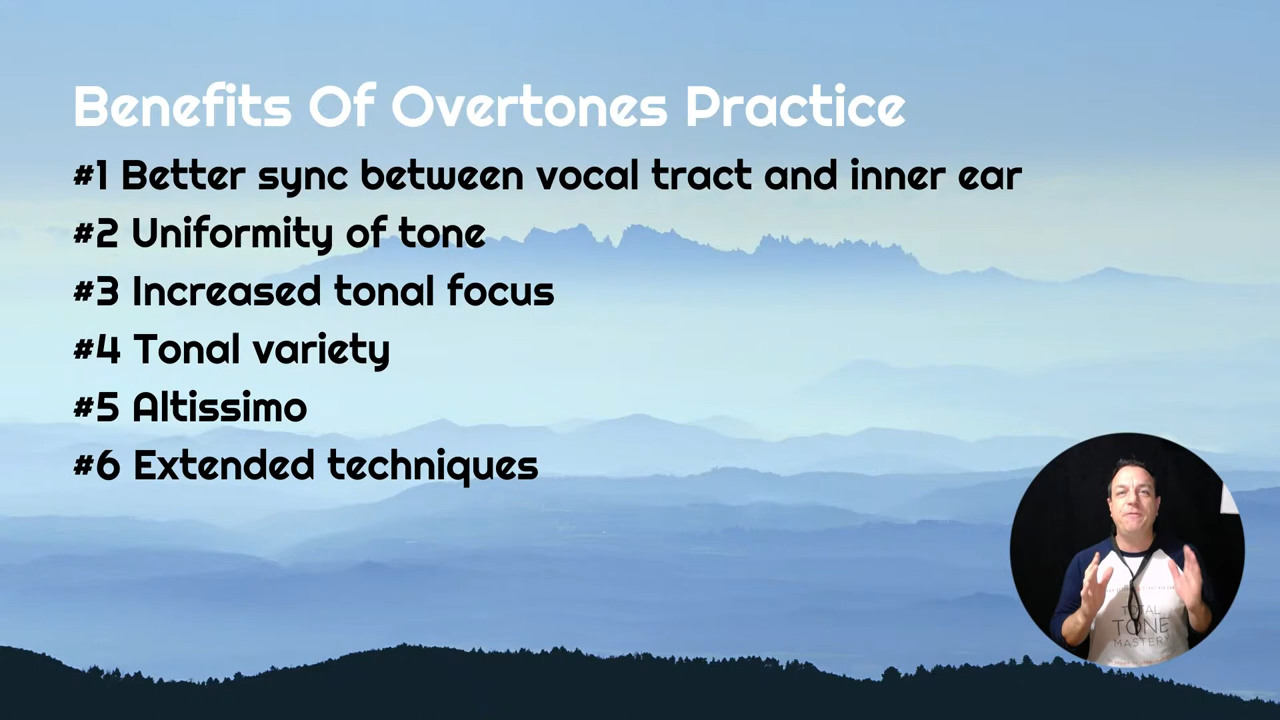 Benefits Of Overtones Practice
#1 Better sync between vocal tract and inner ear
#2 Uniformity of tone
#3 Increased tonal focus
#4 Tonal variety
#5 Altissimo
#6 Extended techniques
TOTAL
TONE
MASTERY